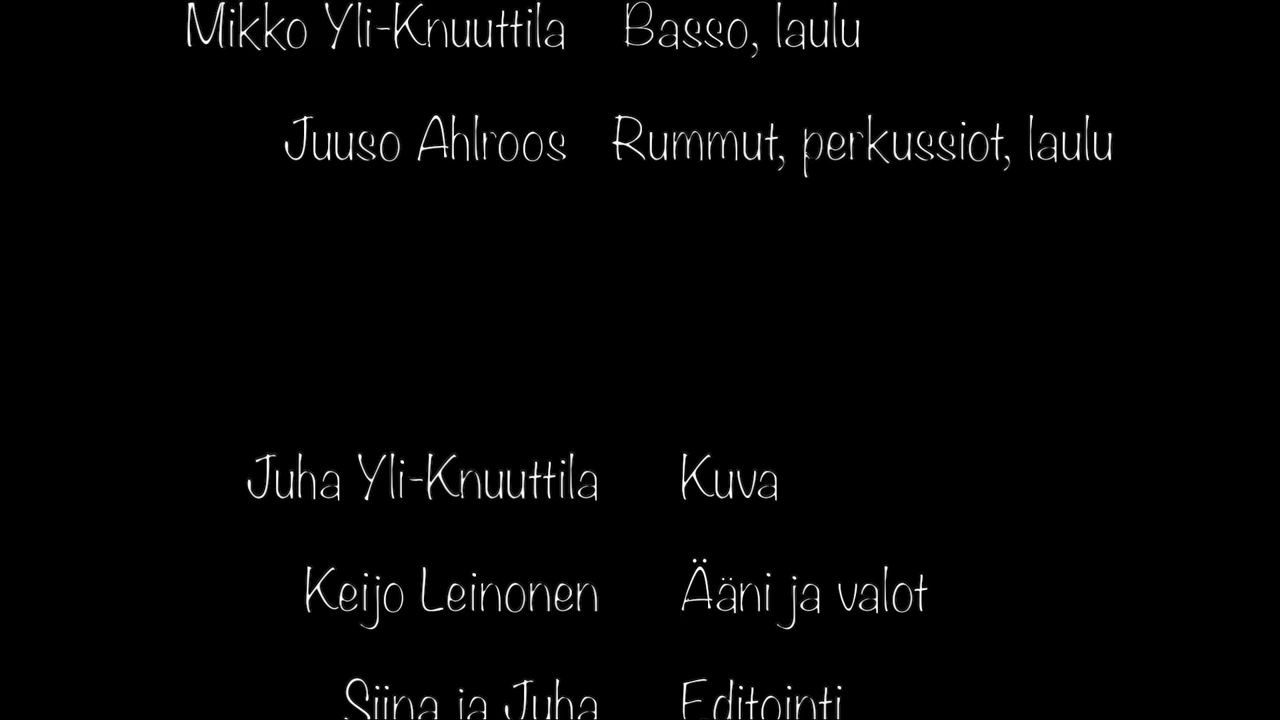 Mikko Yli-Knuuttila Basso, laulu
Juuso Ahlroos Rummut, perkussiot, laulu
Juha Yli-Knuuttila Kuva
Keijo Leinonen Ääni ja valot
Siina ja Juha Editointi